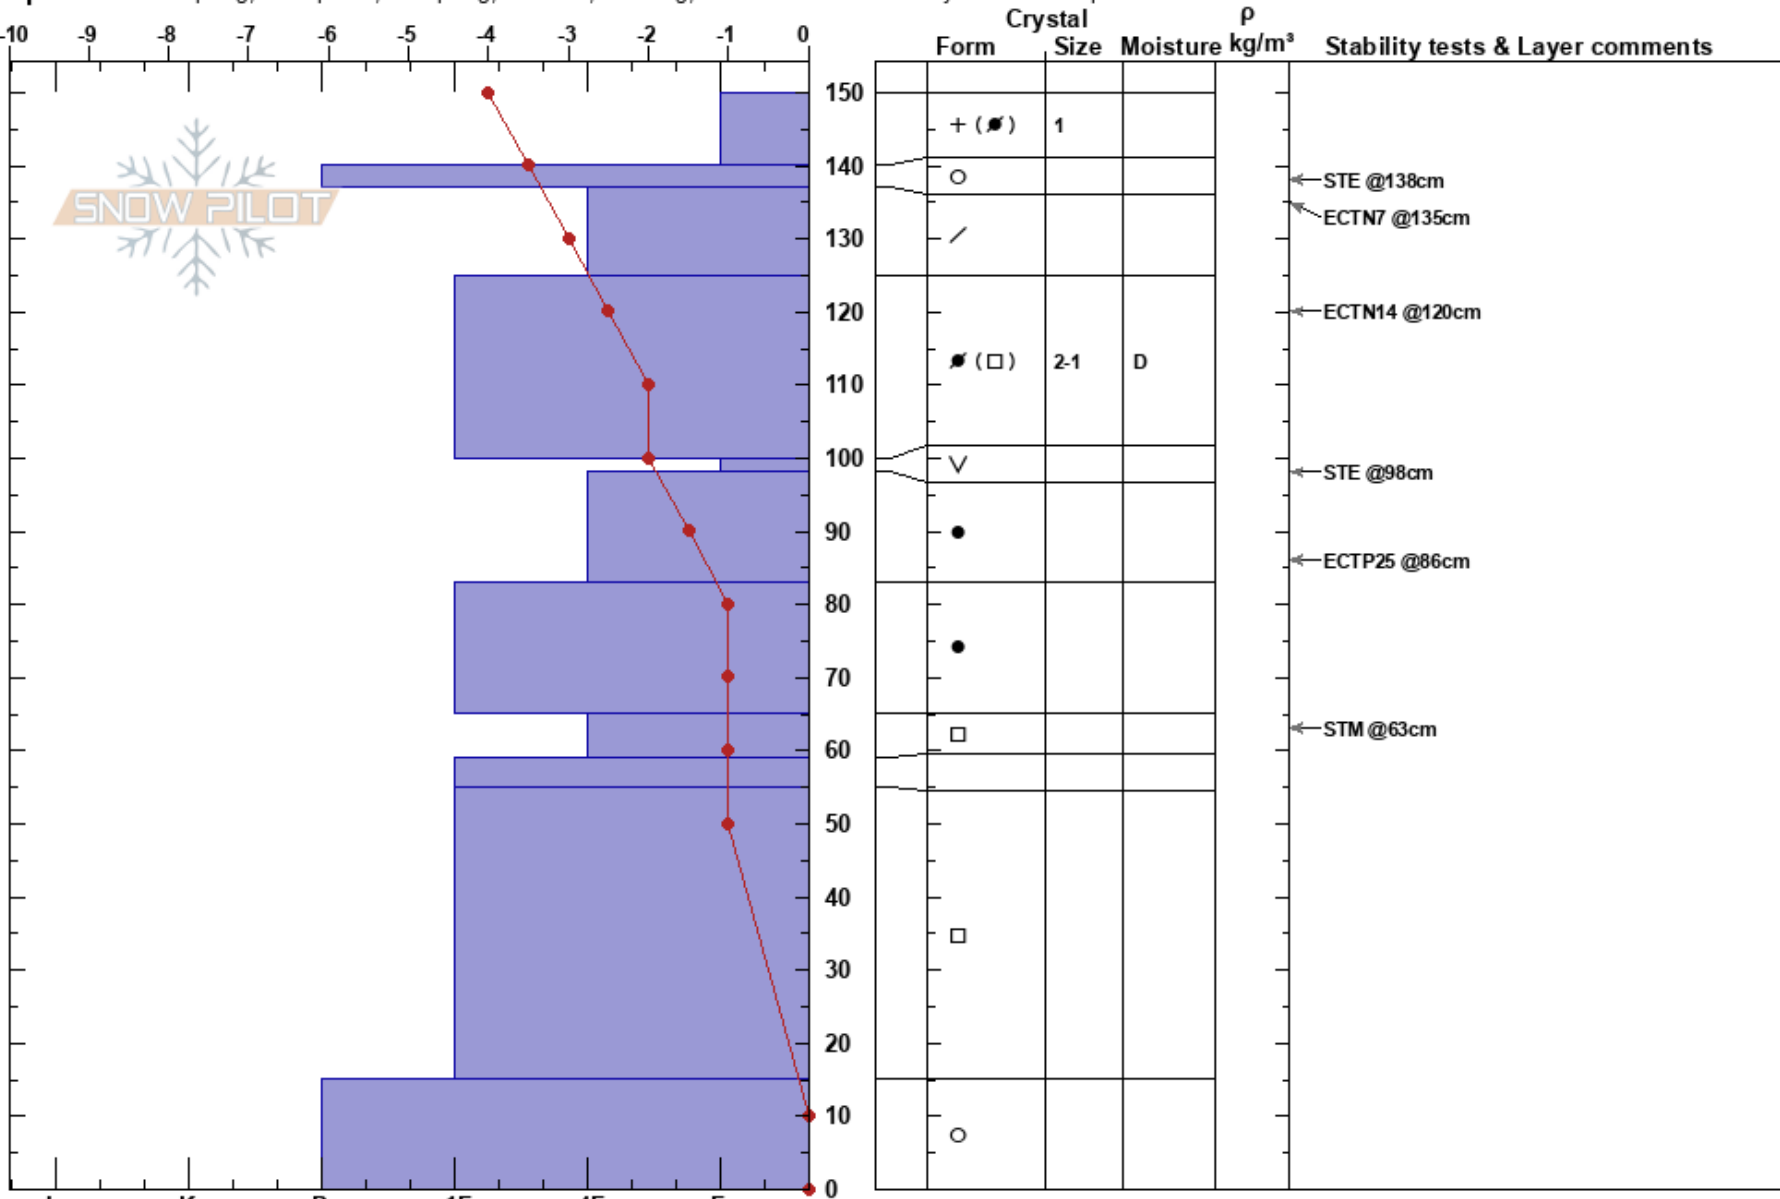 Crystal ρ
-10 -9 -8 -7 -6 -5 -4 -3 -2 -1 0 Form Size Moisture kg/m³ Stability tests & Layer comments
150
+ (    ) 1
140
STE @138cm
SNOW PILOT
ECTN7 @135cm
130
120 ECTN14 @120cm
( ) 2-1 D
110
100
STE @98cm
90
ECTP25 @86cm
80
70
STM @63cm
60
50
40
30
20
10
0